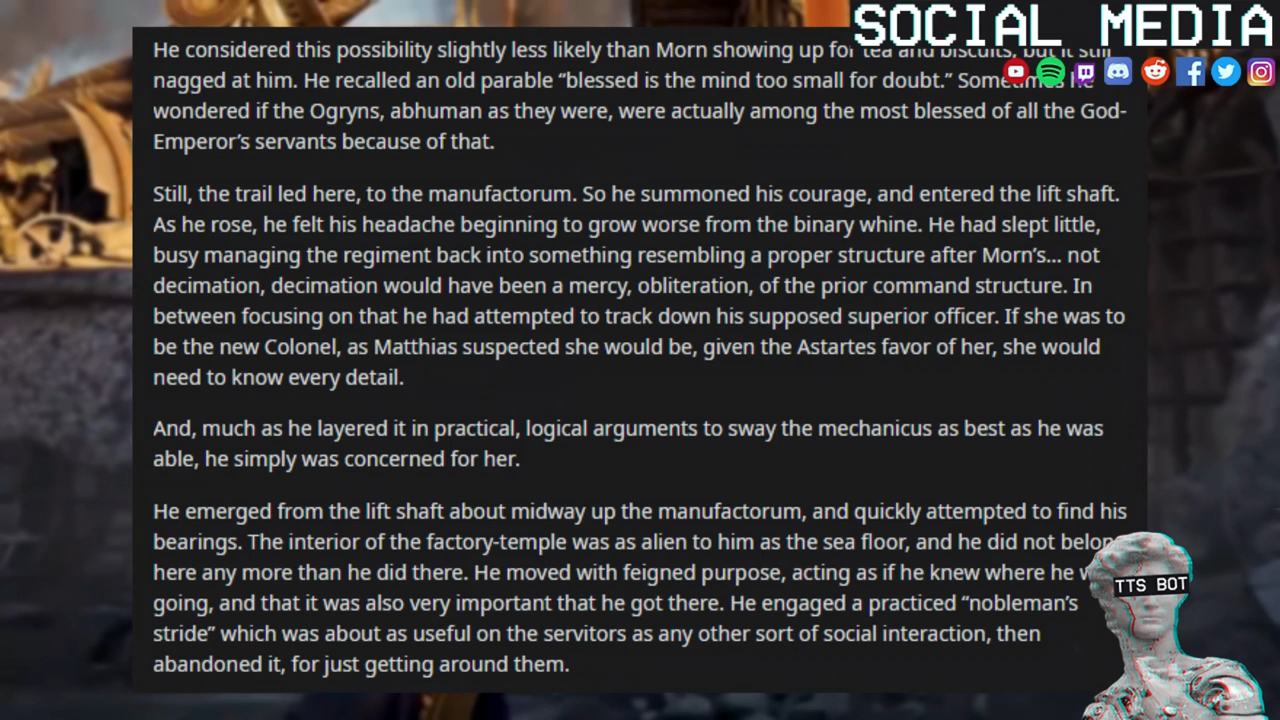 SOCIAL MEDIA
He considered this possibility slightly less likely than Morn showing up for tea and biscuits, but it still
nagged at him. He recalled an old parable “blessed is the mind too small for doubt.” Sometimes he
wondered if the Ogryns, abhuman as they were, were actually among the most blessed of all the God-
Emperor’s servants because of that.
Still, the trail led here, to the manufactorum. So he summoned his courage, and entered the lift shaft.
As he rose, he felt his headache beginning to grow worse from the binary whine. He had slept little,
busy managing the regiment back into something resembling a proper structure after Morn’s... not
decimation, decimation would have been a mercy, obliteration, of the prior command structure. In
between focusing on that he had attempted to track down his supposed superior officer. If she was to
be the new Colonel, as Matthias suspected she would be, given the Astartes favor of her, she would
need to know every detail.
And, much as he layered it in practical, logical arguments to sway the mechanicus as best as he was
able, he simply was concerned for her.
He emerged from the lift shaft about midway up the manufactorum, and quickly attempted to find his
bearings. The interior of the factory-temple was as alien to him as the sea floor, and he did not belong
here any more than he did there. He moved with feigned purpose, acting as if he knew where he w
going, and that it was also very important that he got there. He engaged a practiced “nobleman’s
stride” which was about as useful on the servitors as any other sort of social interaction, then
abandoned it, for just getting around them.
TTS BOT